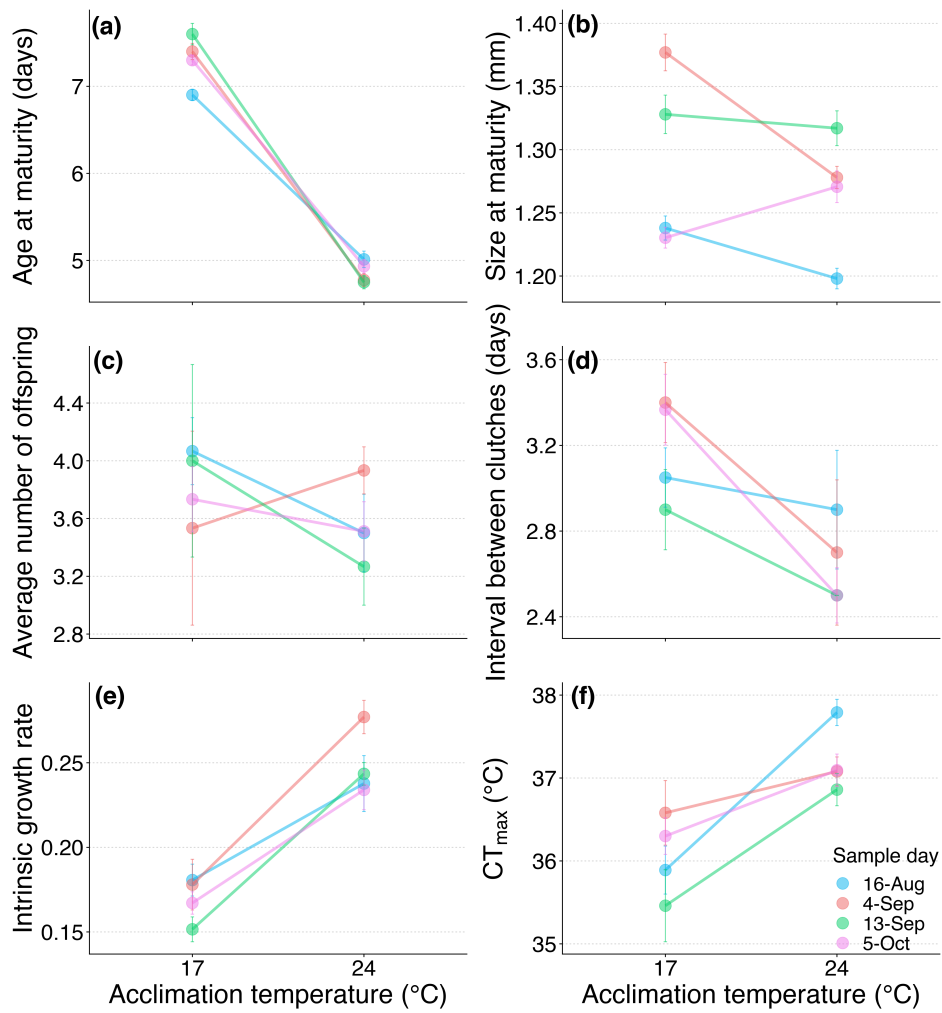 (a)
Age at maturity (days)
7
6
5
(b)
Size at maturity (mm)
1.40
1.35
1.30
1.25
1.20
(c)
Average number of offspring
4.4
4.0
3.6
3.2
2.8
(d)
Interval between clutches (days)
3.6
3.2
2.8
2.4
(e)
Intrinsic growth rate
0.25
0.20
0.15
17
24
Acclimation temperature (°C)
(f)
CTmax (°C)
38
37
36
35
Sample day
16-Aug
4-Sep
13-Sep
5-Oct
17
24
Acclimation temperature (°C)